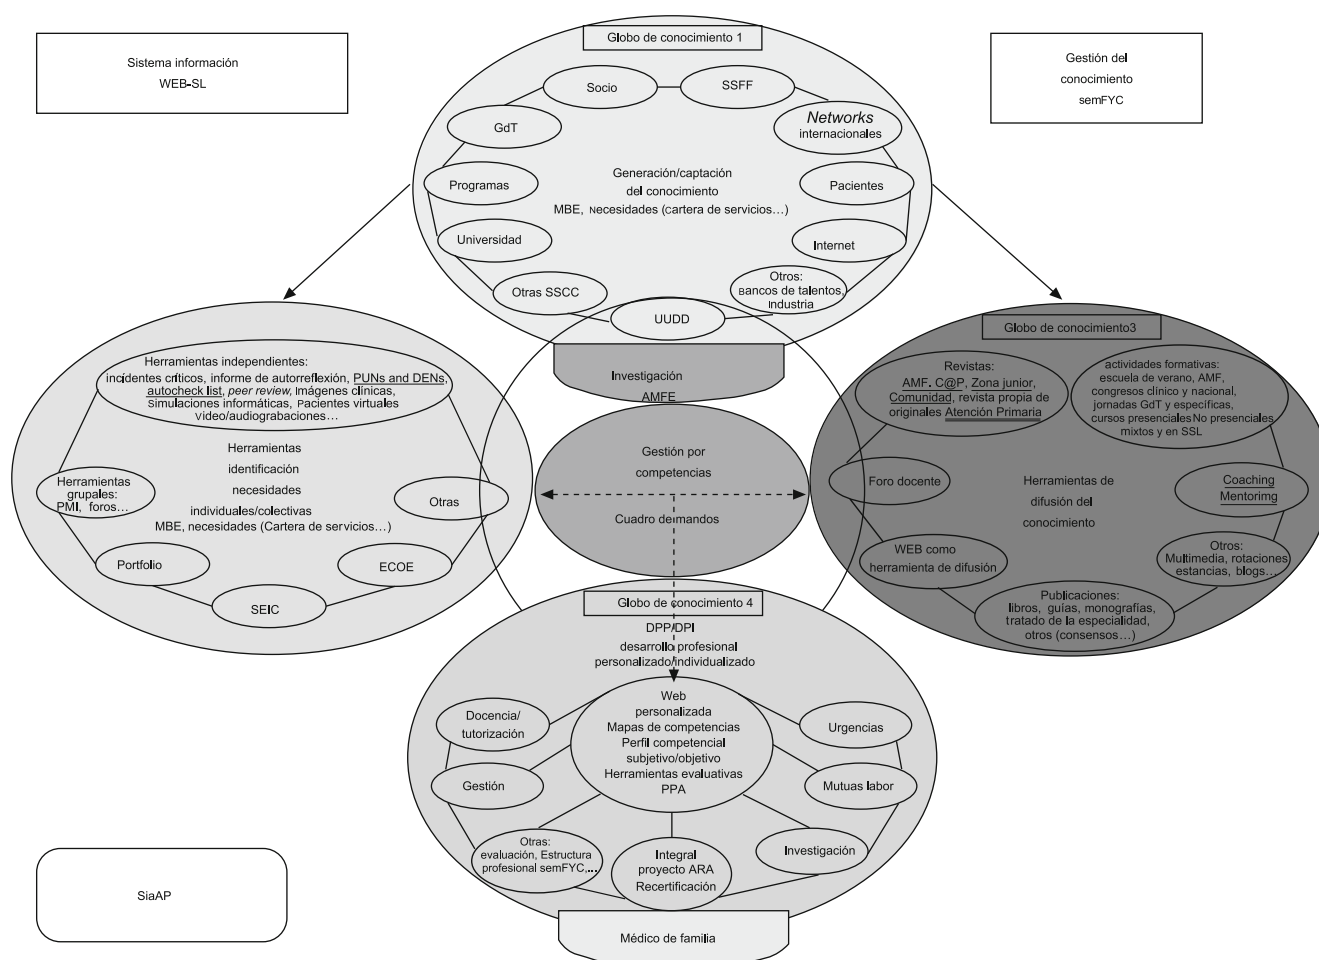 Sistema información
WEB-SL
Gestión del
conocimiento
semFYC
Globo de conocimiento 1
Socio
SSFF
GdT
Networks
internacionales
Programas
Pacientes
Generación/captación
del conocimiento
MBE, Necesidades (cartera de servicios...)
Universidad
Internet
Otras SSCC
Otros:
Bancos de talentos,
Industria
UUDD
Investigación
AMFE
Gestión por
competencias
Cuadro de mandos
Herramientas independientes:
incidentes críticos, informe de autorreflexión, PUNs and DENs,
autocheck list, peer review, Imágenes clínicas,
Simulaciones informáticas, Pacientes virtuales
Video/audiograbaciones...
Herramientas
identificación
necesidades
individuales/colectivas
MBE, necesidades (Cartera de servicios...)
Herramientas
grupales:
PMI, foros...
Otras
Portfolio
ECOE
SEIC
Globo de conocimiento3
Revistas:
AMF. C@P, Zona junior,
Comunidad, revista propia de
originales Atención Primaria
actividades formativas:
escuela de verano, AMF,
congresos clínico y nacional,
jornadas GdT y específicas,
cursos presenciales No presenciales
mixtos y en SSL
Foro docente
Herramientas de
difusión del
conocimiento
Coaching
Mentorimg
WEB como
herramienta de difusión
Otros:
Multimedia, rotaciones
estancias, blogs...
Publicaciones:
libros, guías, monografías,
tratado de la especialidad,
otros (consensos...)
Globo de conocimiento 4
DPP/DPI
desarrollo profesional
personalizado/individualizado
Web
personalizada
Mapas de competencias
Perfil competencial
subjetivo/objetivo
Herramientas evaluativas
PPA
Docencia/
tutorización
Urgencias
Gestión
Mutuas labor
Otras:
evaluación, Estructura
profesional semFYC,...
Integral
proyecto ARA
Recertificación
Investigación
Médico de familia
SiaAP